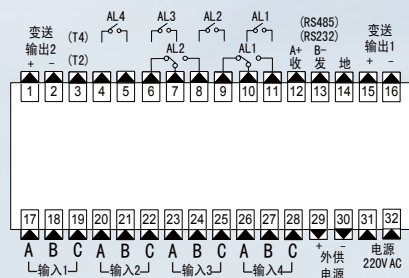 AL4 AL3 AL2 AL1
变送 输出2 (T4) (T2) AL2 AL1 (RS485) (RS232) 变送 输出1
+ - A+ 收 B- 发 地 + -
1 2 3 4 5 6 7 8 9 10 11 12 13 14 15 16
17 18 19 20 21 22 23 24 25 26 27 28 29 30 31 32
A B C A B C A B C A B C + - 电源
输入1 输入2 输入3 输入4 外供 电源 220V AC